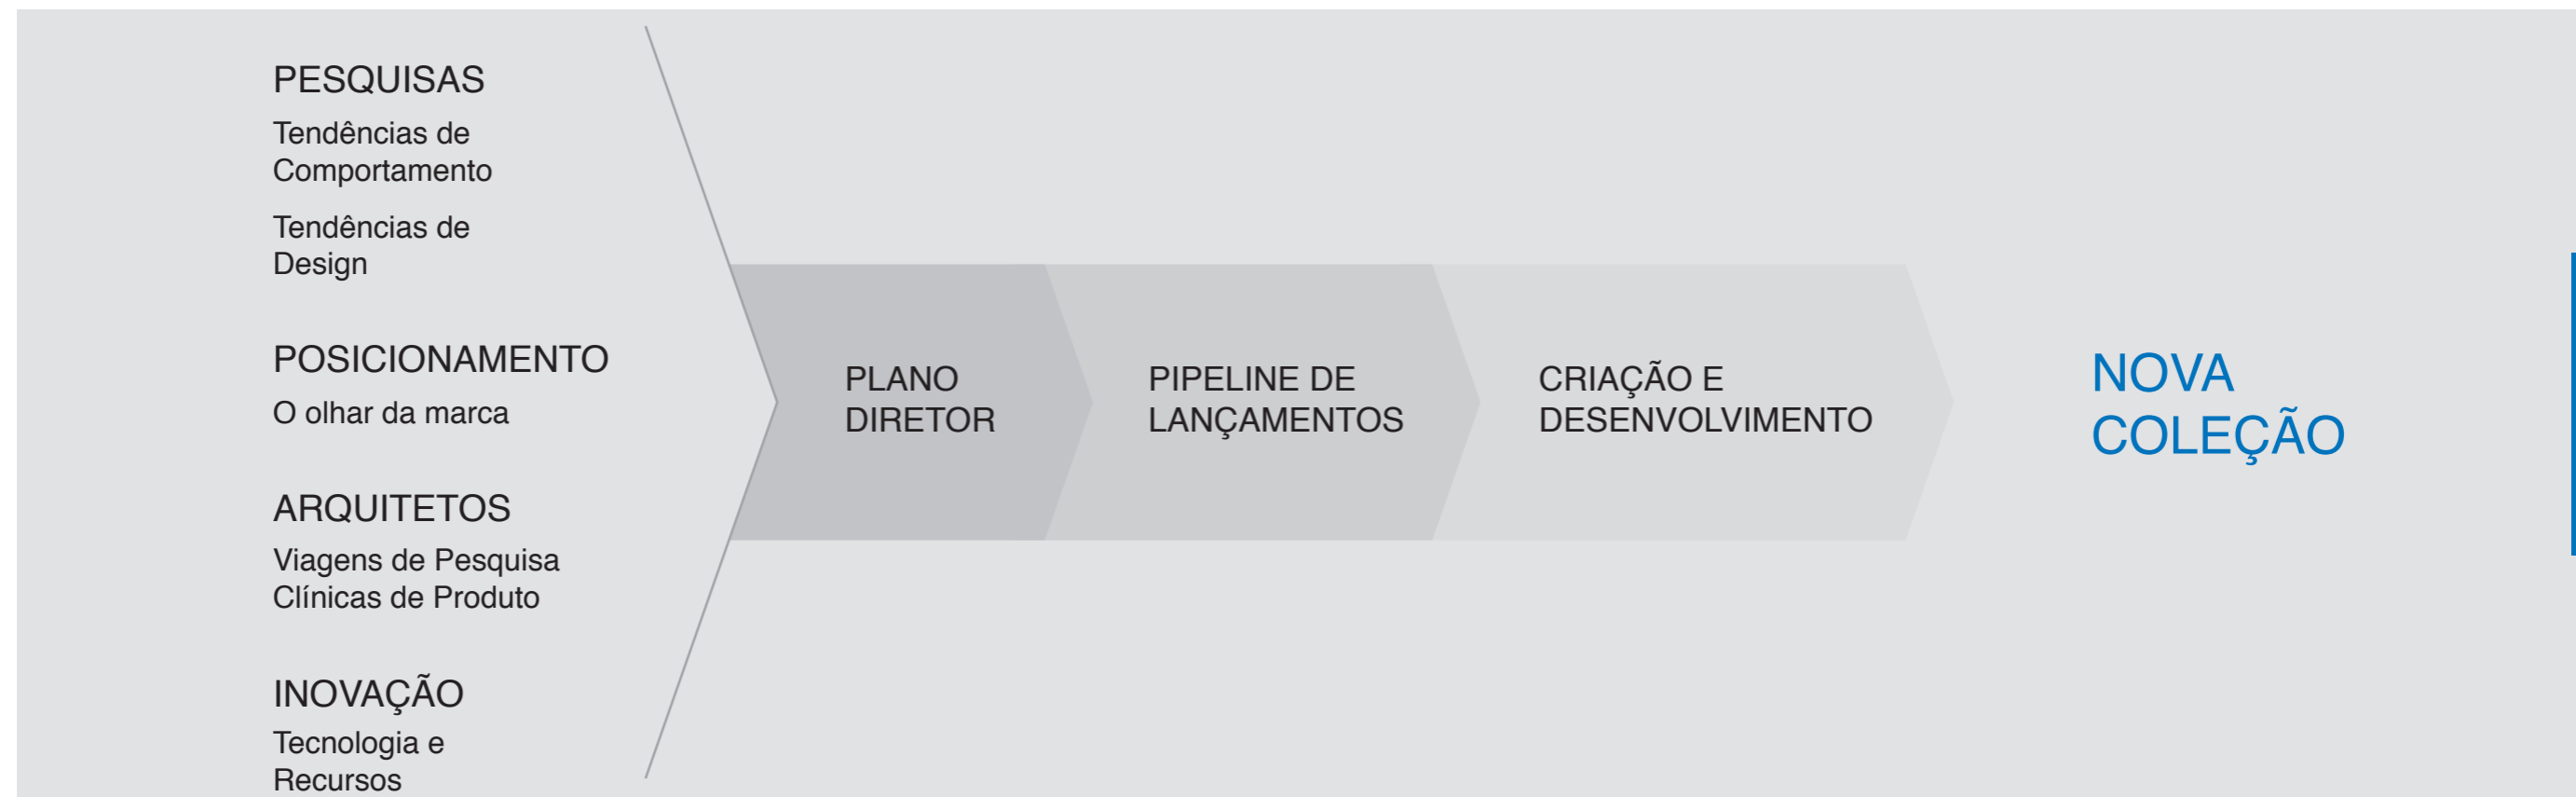 PESQUISAS
Tendências de
Comportamento
Tendências de
Design
POSICIONAMENTO
O olhar da marca
ARQUITETOS
Viagens de Pesquisa
Clínicas de Produto
INOVAÇÃO
Tecnologia e
Recursos
PLANO
DIRETOR
PIPELINE DE
LANÇAMENTOS
CRIAÇÃO E
DESENVOLVIMENTO
NOVA
COLEÇÃO